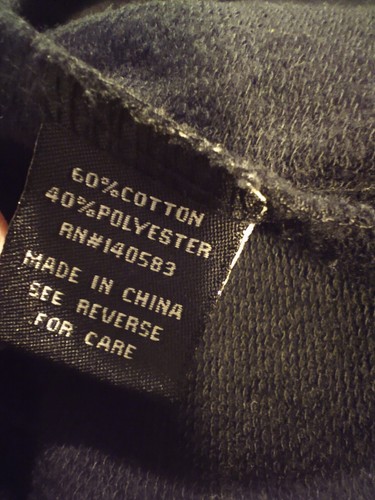 60%COTTON
40%POLYESTER
RN#140583
MADE IN CHINA
SEE REVERSE
FOR CARE